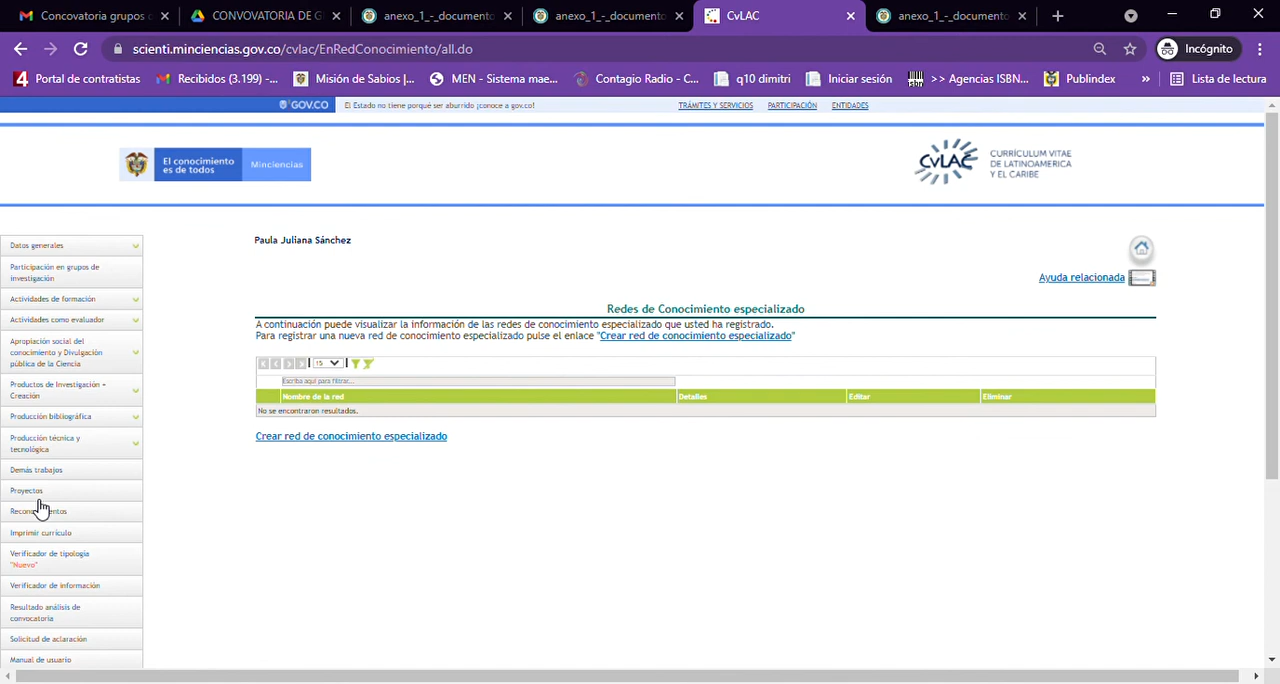 Concovatoria grupos d
CONVOVATORIA DE G
anexo_1_-_documento
anexo_1_-_documento
CvLAC
anexo_1_-_documento
scienti.minciencias.gov.co/cvlac/EnRedConocimiento/all.do
Incógnito
Portal de contratistas
Recibidos (3.199) -...
Misión de Sabios |...
MEN - Sistema mae...
Contagio Radio - C...
q10 dimitri
Iniciar sesión
>> Agencias ISBN...
Publindex
»
Lista de lectura
GOV.CO
El Estado no tiene porqué ser aburrido ¡conoce a gov.co!
TRÁMITES Y SERVICIOS
PARTICIPACIÓN
ENTIDADES
El conocimiento
es de todos
Minciencias
CvLAC
CURRÍCULUM VITAE
DE LATINOAMERICA
Y EL CARIBE
Datos generales
Participación en grupos de
investigación
Actividades de formación
Actividades como evaluador
Apropiación social del
conocimiento y Divulgación
pública de la Ciencia
Productos de Investigación -
Creación
Producción bibliográfica
Producción técnica y
tecnológica
Demás trabajos
Proyectos
Imprimir currículo
Verificador de tipología
"Nuevo"
Verificador de información
Resultado análisis de
convocatoria
Solicitud de aclaración
Manual de usuario
Paula Juliana Sánchez
Ayuda relacionada
Redes de Conocimiento especializado
A continuación puede visualizar la información de las redes de conocimiento especializado que usted ha registrado.
Para registrar una nueva red de conocimiento especializado pulse el enlace "Crear red de conocimiento especializado"
15
Escriba aquí para filtrar...
Nombre de la red
Detalles
Editar
Eliminar
No se encontraron resultados.
Crear red de conocimiento especializado